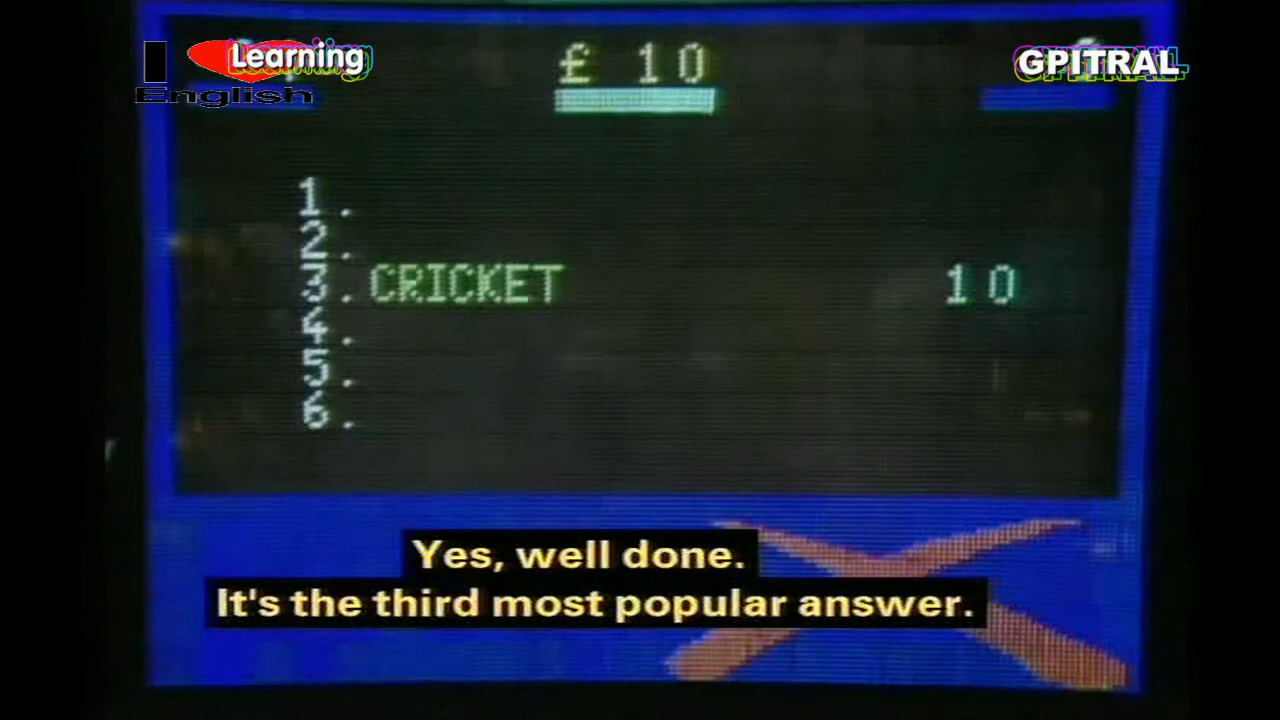 I Learning
English
GPITRAL
£ 10
1.
2.
3. CRICKET 10
4.
5.
6.
Yes, well done.
It's the third most popular answer.